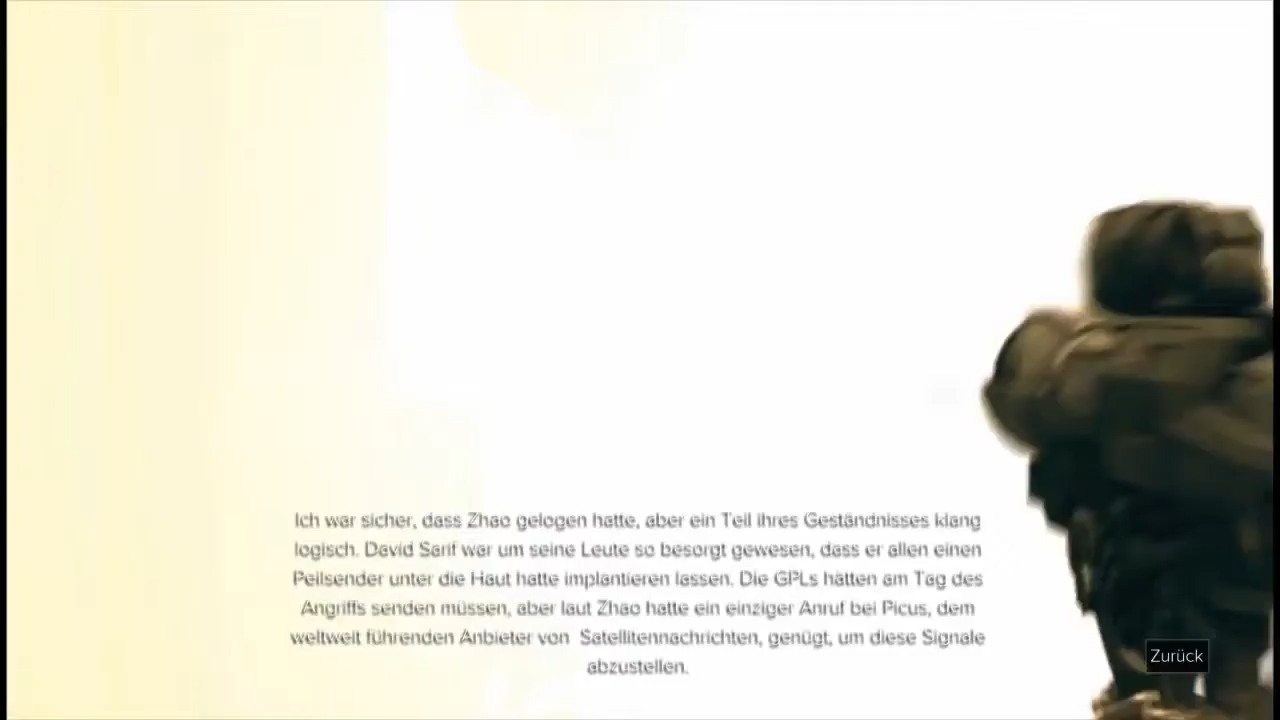 Ich war sicher, dass Zhao gelogen hatte, aber ein Teil ihres Geständnisses klang
logisch. David Sarif war um seine Leute so besorgt gewesen, dass er allen einen
Peilsender unter die Haut hatte implantieren lassen. Die GPLs hätten am Tag des
Angriffs senden müssen, aber laut Zhao hatte ein einziger Anruf bei Picus, dem
weltweit führenden Anbieter von Satellitennachrichten, genügt, um diese Signale
abzustellen.
Zurück